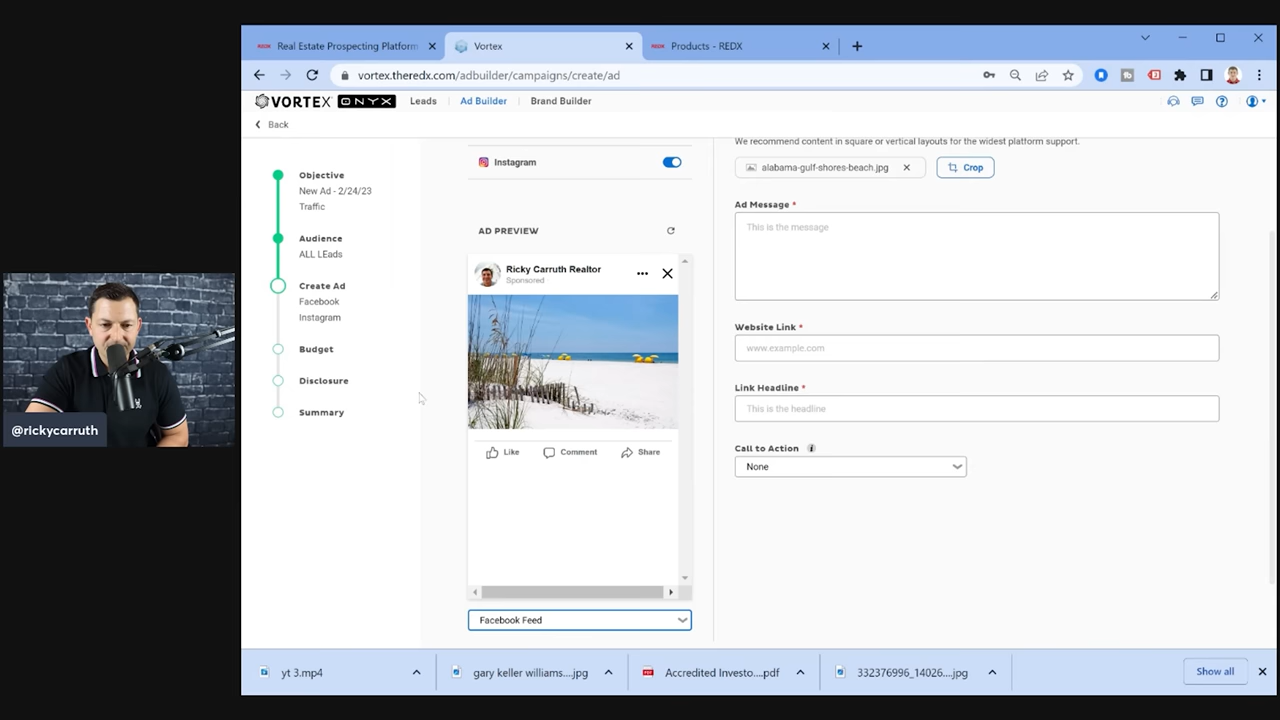 Real Estate Prospecting Platform
Vortex
Products - REDX
vortex.theredx.com/adbuilder/campaigns/create/ad
VORTEX ONYX Leads Ad Builder Brand Builder
Back
Objective
New Ad - 2/24/23
Traffic
Audience
ALL LEads
Create Ad
Facebook
Instagram
Budget
Disclosure
Summary
Instagram
AD PREVIEW
Ricky Carruth Realtor
Sponsored
Like Comment Share
Facebook Feed
We recommend content in square or vertical layouts for the widest platform support.
alabama-gulf-shores-beach.jpg
Crop
Ad Message *
This is the message
Website Link *
www.example.com
Link Headline *
This is the headline
Call to Action
None
@rickycarruth
yt 3.mp4
gary keller williams....jpg
Accredited Investo....pdf
332376996_14026....jpg
Show all